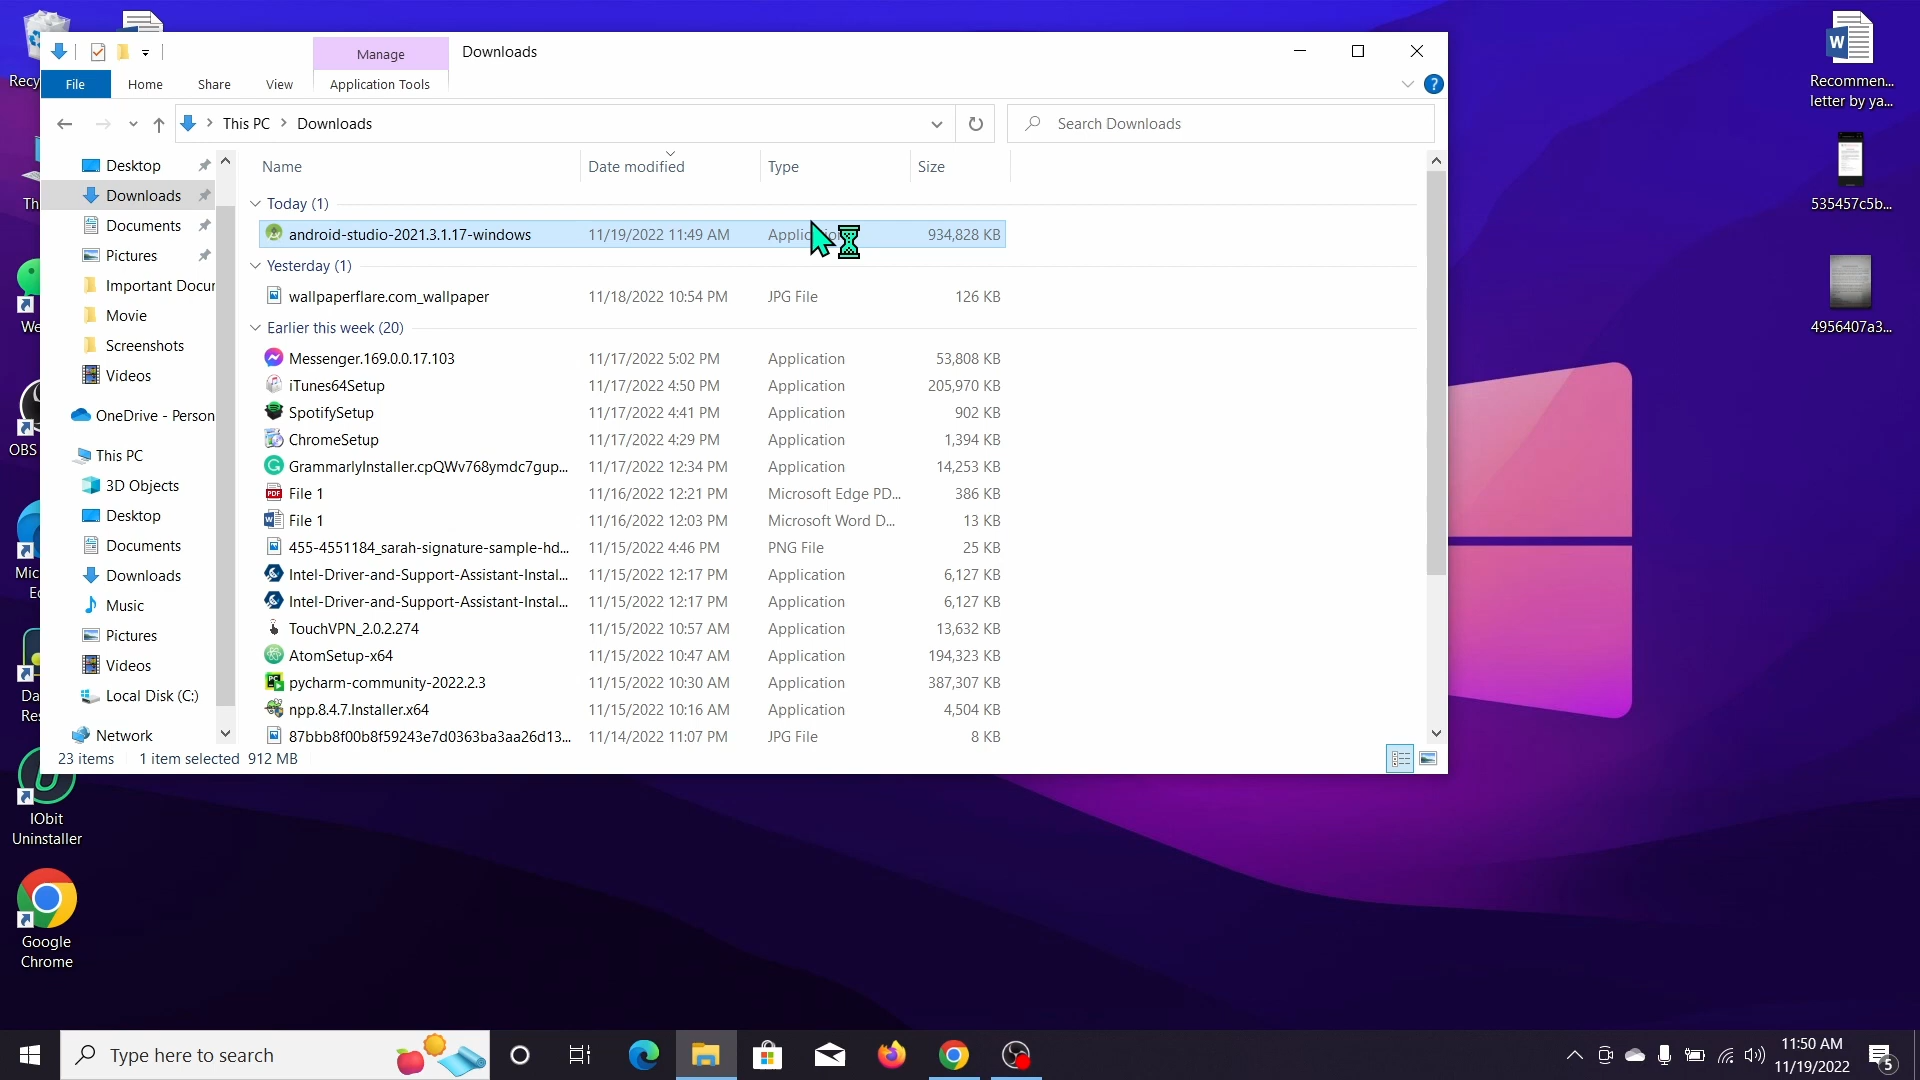 Manage
Downloads
File
Home
Share
View
Application Tools
This PC
Downloads
Search Downloads
Desktop
Downloads
Documents
Pictures
Important Docur
Movie
Screenshots
Videos
OneDrive - Person
This PC
3D Objects
Desktop
Documents
Downloads
Music
Pictures
Videos
Local Disk (C:)
Network
Name Date modified Type Size
Today (1)
android-studio-2021.3.1.17-windows 11/19/2022 11:49 AM 934,828 KB
Yesterday (1)
wallpaperflare.com_wallpaper 11/18/2022 10:54 PM JPG File 126 KB
Earlier this week (20)
Messenger.169.0.0.17.103 11/17/2022 5:02 PM Application 53,808 KB
iTunes64Setup 11/17/2022 4:50 PM Application 205,970 KB
SpotifySetup 11/17/2022 4:41 PM Application 902 KB
ChromeSetup 11/17/2022 4:29 PM Application 1,394 KB
GrammarlyInstaller.cpQWv768ymdc7gup... 11/17/2022 12:34 PM Application 14,253 KB
File 1 11/16/2022 12:21 PM Microsoft Edge PD... 386 KB
File 1 11/16/2022 12:03 PM Microsoft Word D... 13 KB
455-4551184_sarah-signature-sample-hd... 11/15/2022 4:46 PM PNG File 25 KB
Intel-Driver-and-Support-Assistant-Instal... 11/15/2022 12:17 PM Application 6,127 KB
Intel-Driver-and-Support-Assistant-Instal... 11/15/2022 12:17 PM Application 6,127 KB
TouchVPN_2.0.2.274 11/15/2022 10:57 AM Application 13,632 KB
AtomSetup-x64 11/15/2022 10:47 AM Application 194,323 KB
pycharm-community-2022.2.3 11/15/2022 10:30 AM Application 387,307 KB
npp.8.4.7.Installer.x64 11/15/2022 10:16 AM Application 4,504 KB
87bbb8f00b8f59243e7d0363ba3aa26d13... 11/14/2022 11:07 PM JPG File 8 KB
23 items 1 item selected 912 MB
Recy
Th
We
OBS
Mic
Ec
Da
Res
IObit
Uninstaller
Google
Chrome
Recommen...
letter by ya...
535457c5b...
4956407a3...
Type here to search
11:50 AM
11/19/2022
5